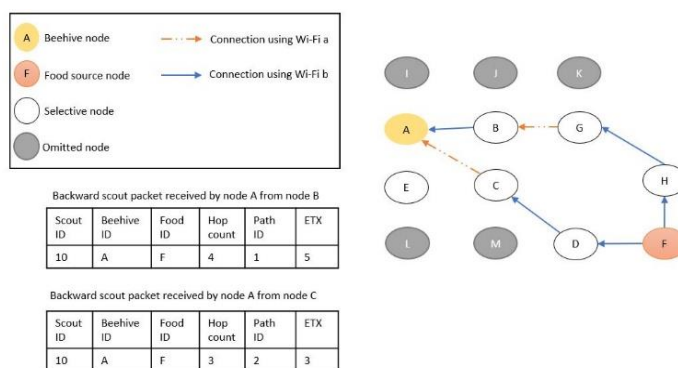 A Beehive node
Connection using Wi-Fi a
F Food source node
Connection using Wi-Fi b
Selective node
Omitted node
Backward scout packet received by node A from node B
Scout ID Beehive ID Food ID Hop count Path ID ETX
10 A F 4 1 5
Backward scout packet received by node A from node C
Scout ID Beehive ID Food ID Hop count Path ID ETX
10 A F 3 2 3
I J K
A B G
E C H
L M D F